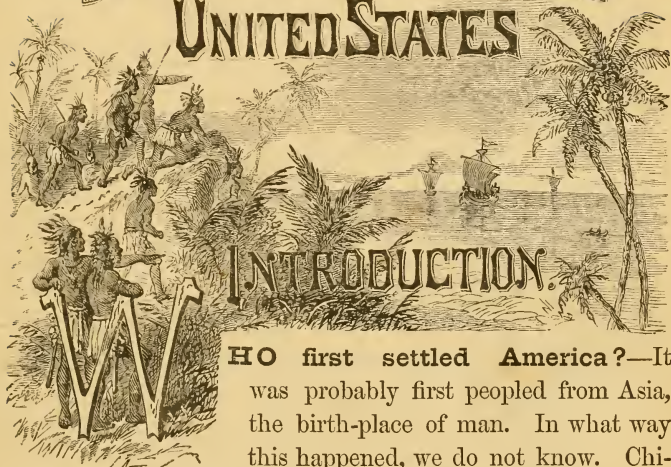 UNITED STATES
INTRODUCTION.
WHO first settled America?—It
was probably first peopled from Asia,
the birth-place of man. In what way
this happened, we do not know. Chi-